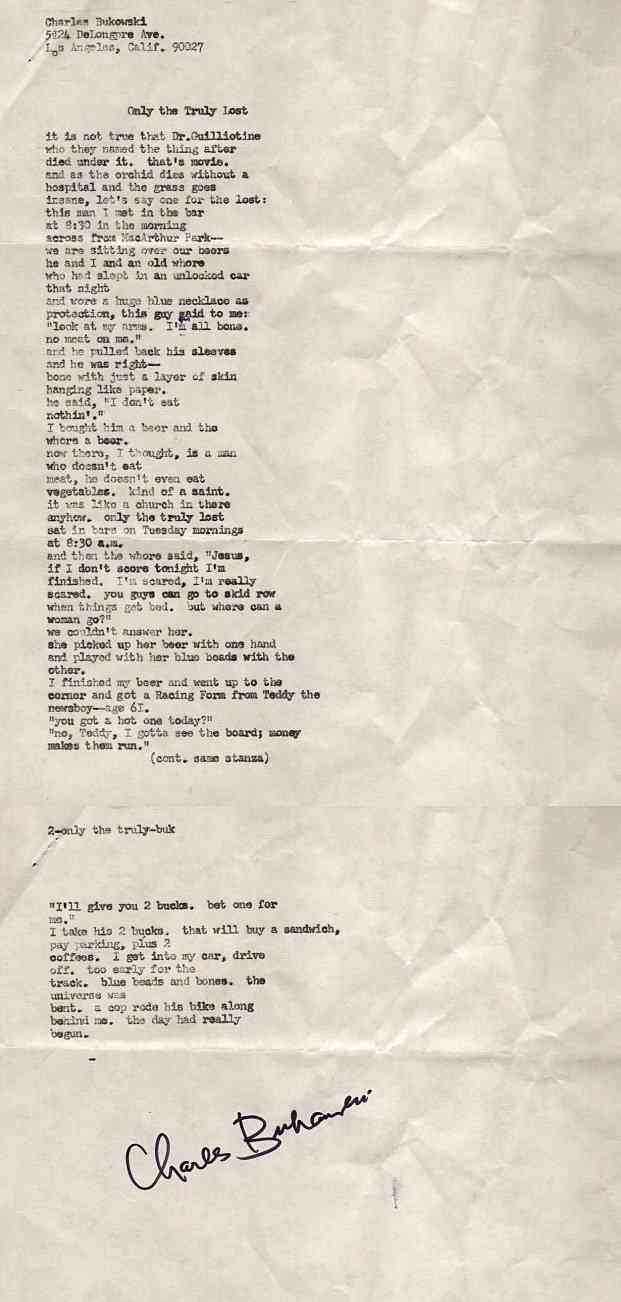 Charles Bukowski
5124 DeLongpre Ave.
Los Angeles, Calif. 90027
Only the Truly Lost
it is not true that Dr.Guilliotine
who they named the thing after
died under it. that's movie.
and as the orchid dies without a
hospital and the grass goes
insane, let's say one for the lost:
this man I met in the bar
at 8:30 in the morning
across from MacArthur Park—
we are sitting over our beers
he and I and an old whore
who had slept in an unlocked car
that night
and wore a huge blue necklace as
protection, this guy said to me:
"look at my arms. I'm all bone.
no meat on me."
and he pulled back his sleeves
and he was right—
bone with just a layer of skin
hanging like paper.
he said, "I don't eat
nothin'."
I bought him a beer and the
whore a beer.
now there, I thought, is a man
who doesn't eat
meat, he doesn't even eat
vegetables. kind of a saint.
it was like a church in there
anyhow. only the truly lost
sat in bars on Tuesday mornings
at 8:30 a.m.
and then the whore said, "Jesus,
if I don't score tonight I'm
finished. I'm scared, I'm really
scared. you guys can go to skid row
when things get bad. but where can a
woman go?"
we couldn't answer her.
she picked up her beer with one hand
and played with her blue beads with the
other.
I finished my beer and went up to the
corner and got a Racing Form from Teddy the
newsboy—age 61.
"you got a hot one today?"
"no, Teddy, I gotta see the board; money
makes them run."
(cont. same stanza)
2-only the truly-buk
"I'll give you 2 bucks. bet one for
me."
I take his 2 bucks. that will buy a sandwich,
pay parking, plus 2
coffees. I get into my car, drive
off. too early for the
track. blue beads and bones. the
universe was
bent. a cop rode his bike along
behind me. the day had really
begun.
Charles Bukowski